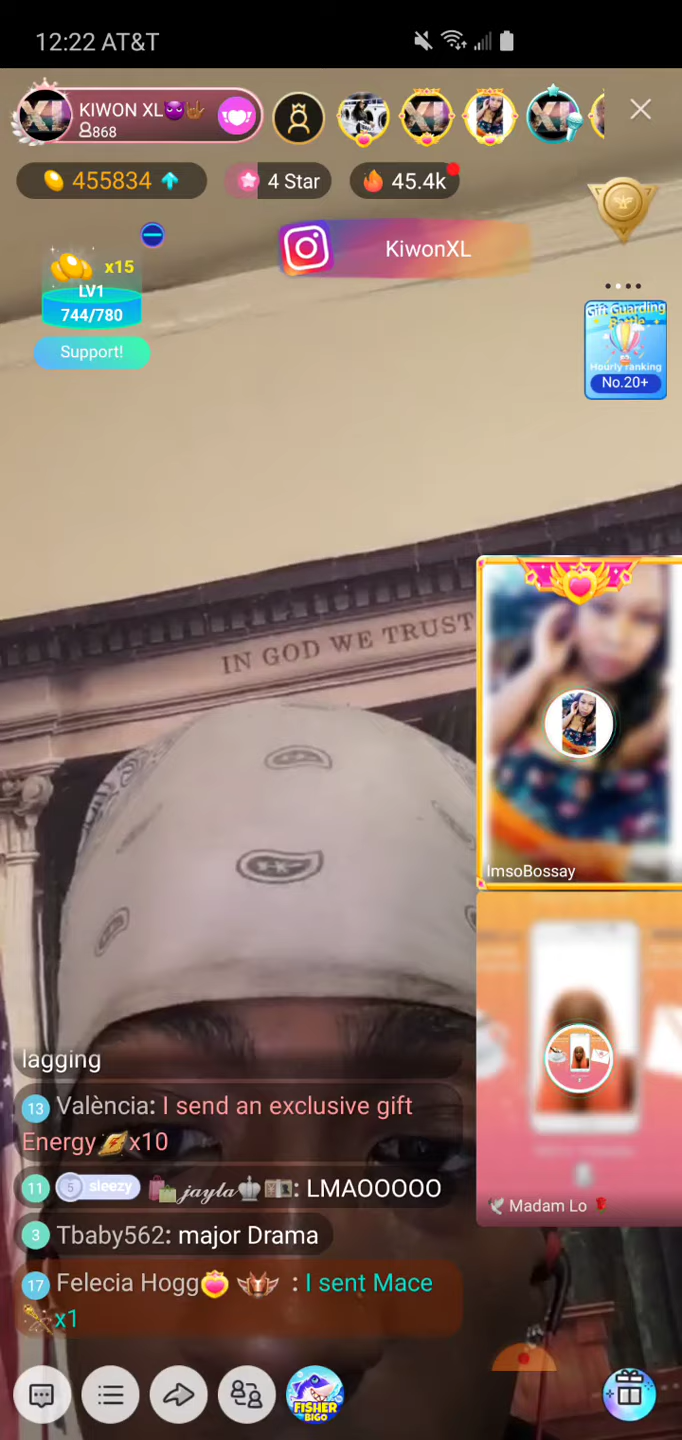 12:22 AT&T
XL KIWON XL😈🤟🏾
868
455834
4 Star
45.4k
KiwonXL
x15
LV1
744/780
Support!
Gift Guarding
Battle
Hourly ranking
No.20+
IN GOD WE TRUST
ImsoBossay
lagging
13 València: I send an exclusive gift
Energy x10
11 5 sleezy 🛍️𝓳𝓪𝔂𝓵𝓪👑💵: LMAOOOOO
3 Tbaby562: major Drama
🕊️ Madam Lo 🌹
17 Felecia Hogg : I sent Mace
x1
FISHER
BIGO